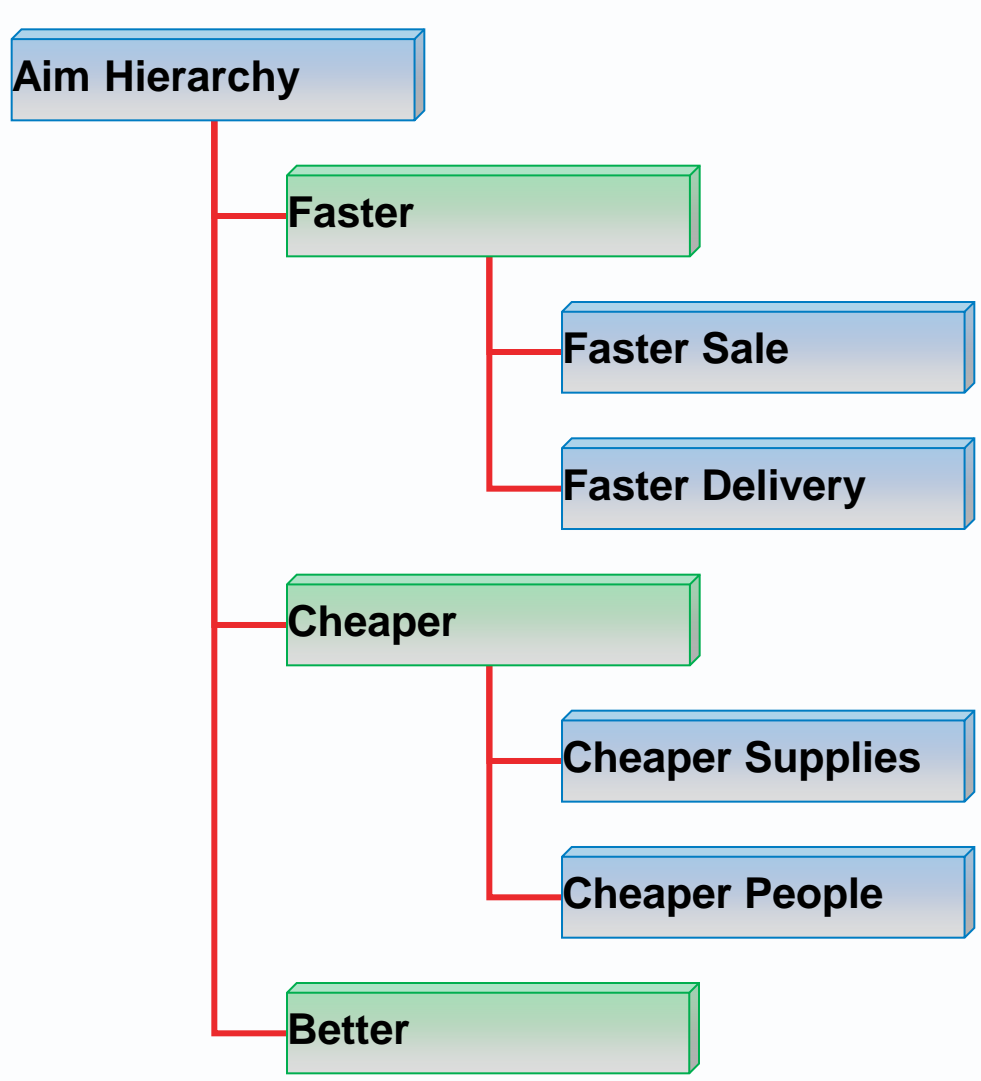 Aim Hierarchy
Faster
Faster Sale
Faster Delivery
Cheaper
Cheaper Supplies
Cheaper People
Better